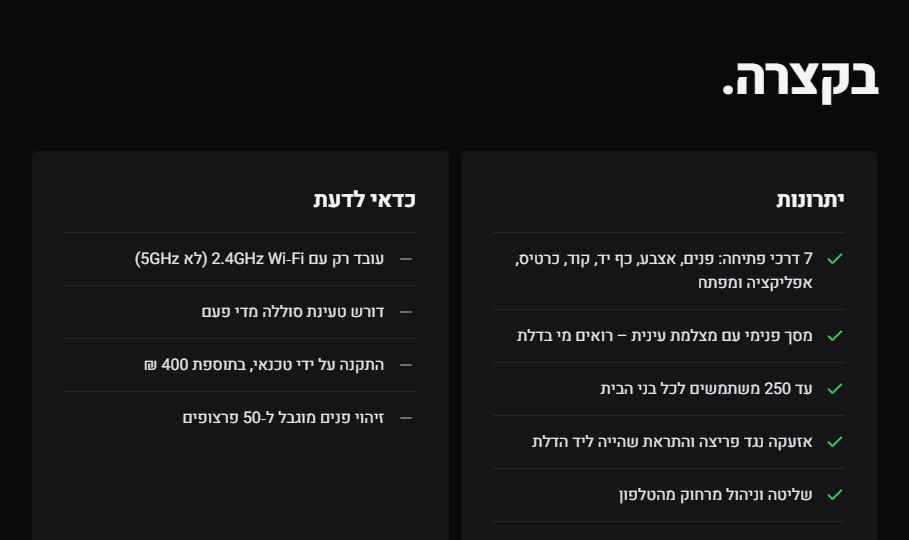 בקצרה.
יתרונות
7 דרכי פתיחה: פנים, אצבע, כף יד, קוד, כרטיס,
אפליקציה ומפתח
מסך פנימי עם מצלמת עינית – רואים מי בדלת
עד 250 משתמשים לכל בני הבית
אזעקה נגד פריצה והתראת שהייה ליד הדלת
שליטה וניהול מרחוק מהטלפון
כדאי לדעת
עובד רק עם 2.4GHz Wi-Fi (לא 5GHz)
דורש טעינת סוללה מדי פעם
התקנה על ידי טכנאי, בתוספת 400 ₪
זיהוי פנים מוגבל ל-50 פרצופים